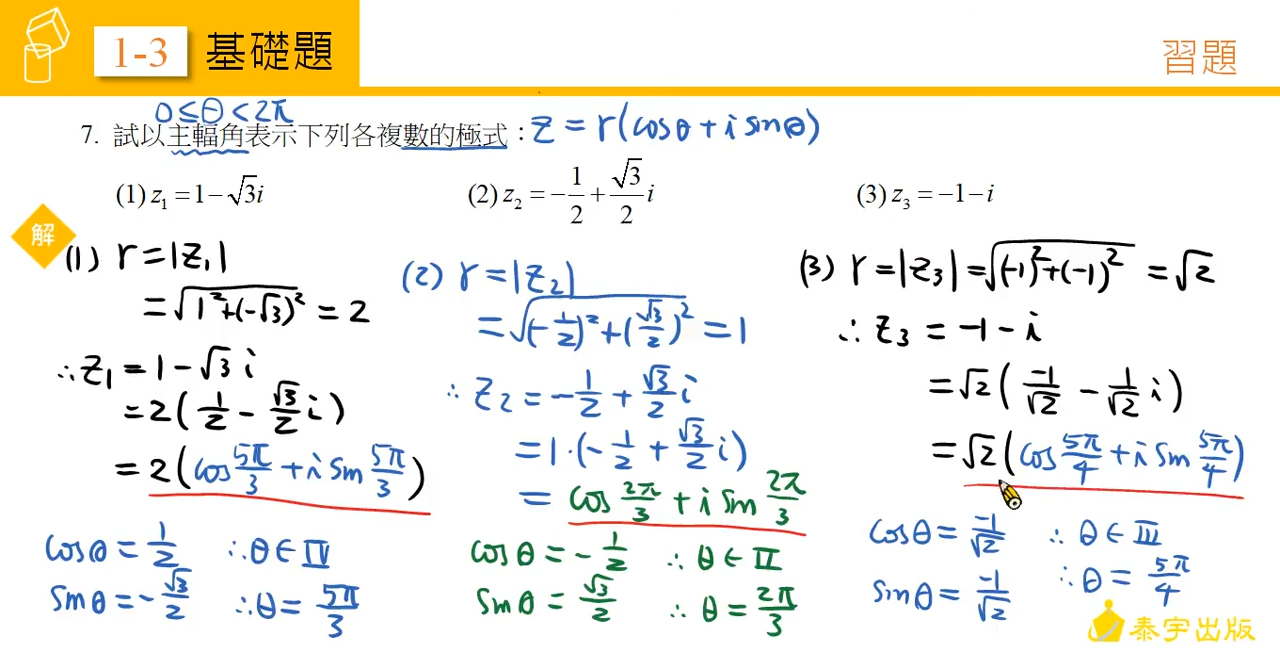 1-3 基礎題
習題
0≤θ<2π
7. 試以主輻角表示下列各複數的極式：z=r(cosθ+i sinθ)
(1) z₁=1−√3i (2) z₂=−1/2+√3/2 i (3) z₃=−1−i
解
(1) r=|z₁|
=√(1²+(−√3)²)=2
∴z₁=1−√3i
=2(1/2−√3/2 i)
=2(cos 5π/3+i sin 5π/3)
cosθ=1/2 ∴θ∈IV
sinθ=−√3/2 ∴θ=5π/3
(2) r=|z₂|
=√((−1/2)²+(√3/2)²)=1
∴z₂=−1/2+√3/2 i
=1·(−1/2+√3/2 i)
=cos 2π/3+i sin 2π/3
cosθ=−1/2 ∴θ∈II
sinθ=√3/2 ∴θ=2π/3
(3) r=|z₃|=√((−1)²+(−1)²)=√2
∴z₃=−1−i
=√2(−1/√2−1/√2 i)
=√2(cos 5π/4+i sin 5π/4)
cosθ=−1/√2 ∴θ∈III
sinθ=−1/√2 ∴θ=5π/4
泰宇出版